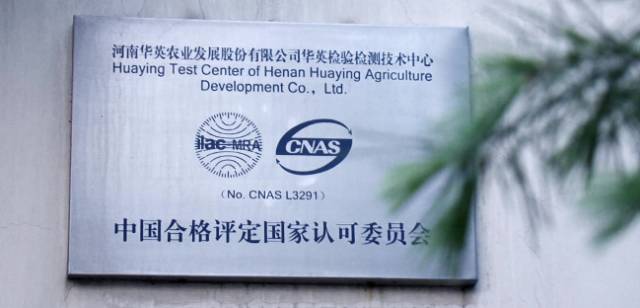 河南华英农业发展股份有限公司华英检验检测技术中心
Huaying Test Center of Henan Huaying Agriculture
Development Co., Ltd.
ilac-MRA CNAS
(No. CNAS L3291)
中国合格评定国家认可委员会